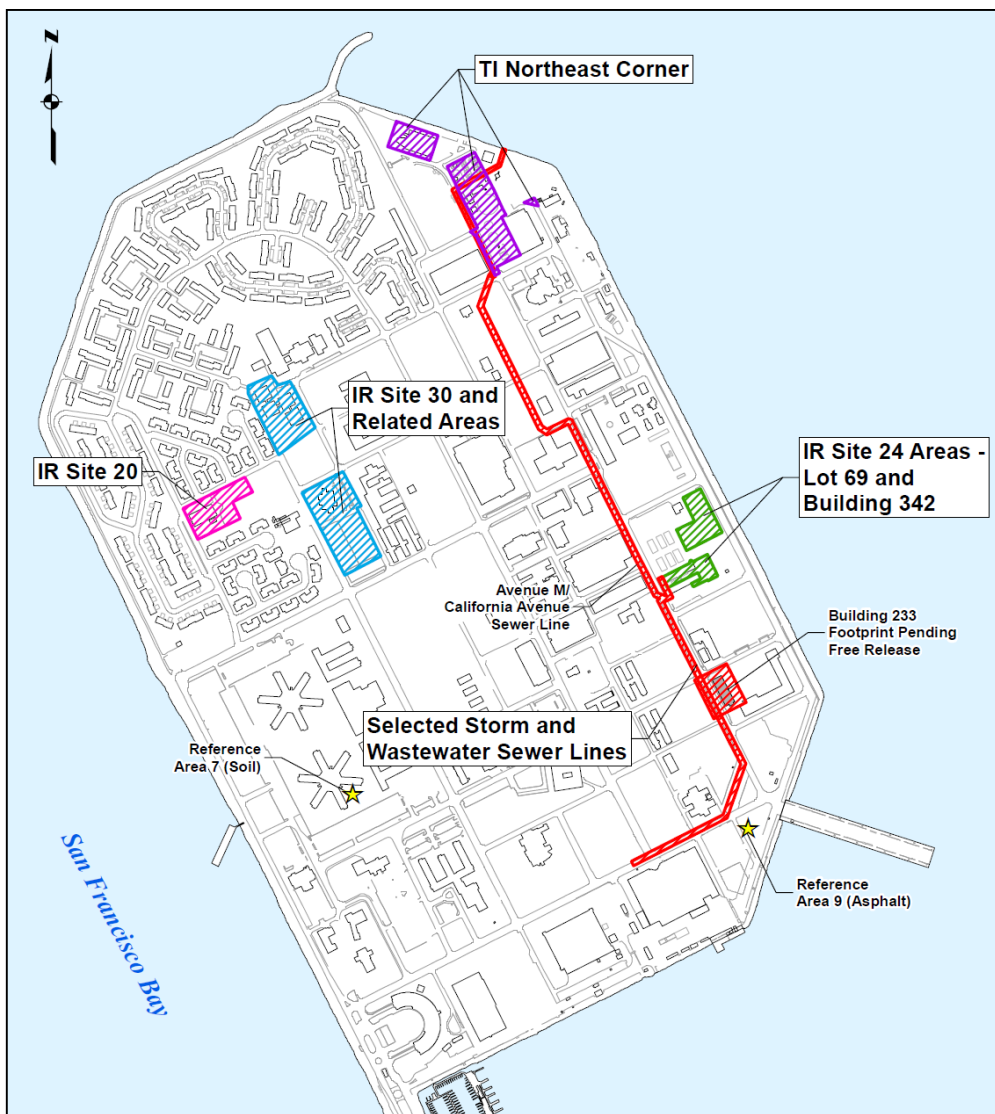 N
TI Northeast Corner
IR Site 30 and
Related Areas
IR Site 20
IR Site 24 Areas -
Lot 69 and
Building 342
Avenue M/
California Avenue
Sewer Line
Building 233
Footprint Pending
Free Release
Selected Storm and
Wastewater Sewer Lines
Reference
Area 7 (Soil)
Reference
Area 9 (Asphalt)
San Francisco Bay